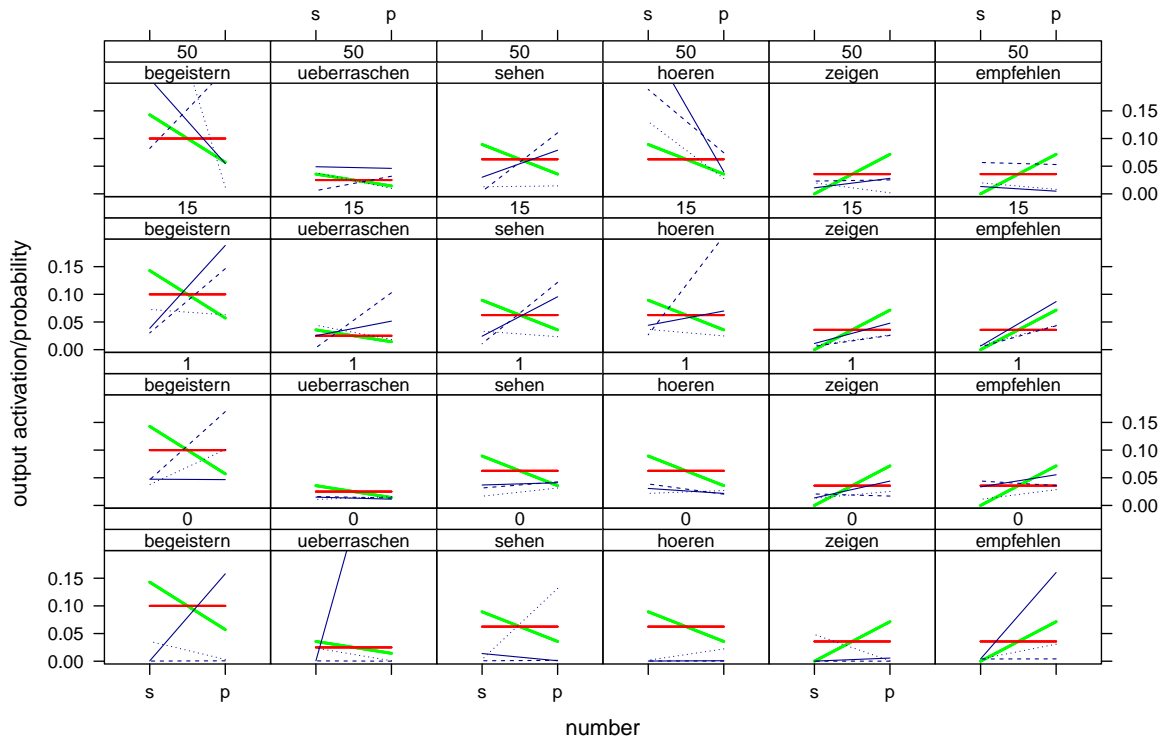 s p s p s p
50 50 50 50 50 50
begeistern ueberraschen sehen hoeren zeigen empfehlen
0.15
0.10
0.05
0.00
15 15 15 15 15 15
begeistern ueberraschen sehen hoeren zeigen empfehlen
0.15
0.10
0.05
0.00
1 1 1 1 1 1
begeistern ueberraschen sehen hoeren zeigen empfehlen
0.15
0.10
0.05
0.00
0 0 0 0 0 0
begeistern ueberraschen sehen hoeren zeigen empfehlen
0.15
0.10
0.05
0.00
s p s p s p
number
output activation/probability